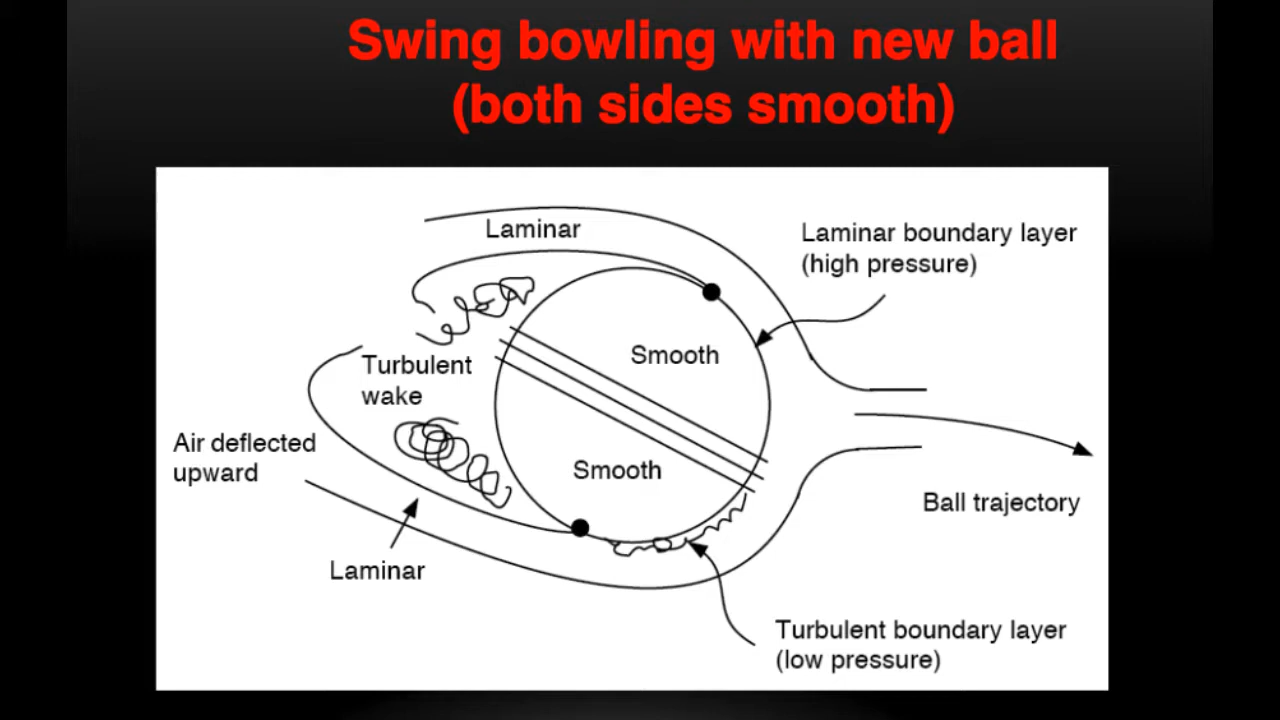 Swing bowling with new ball
(both sides smooth)
Laminar
Laminar boundary layer
(high pressure)
Smooth
Turbulent
wake
Air deflected
upward
Smooth
Ball trajectory
Laminar
Turbulent boundary layer
(low pressure)